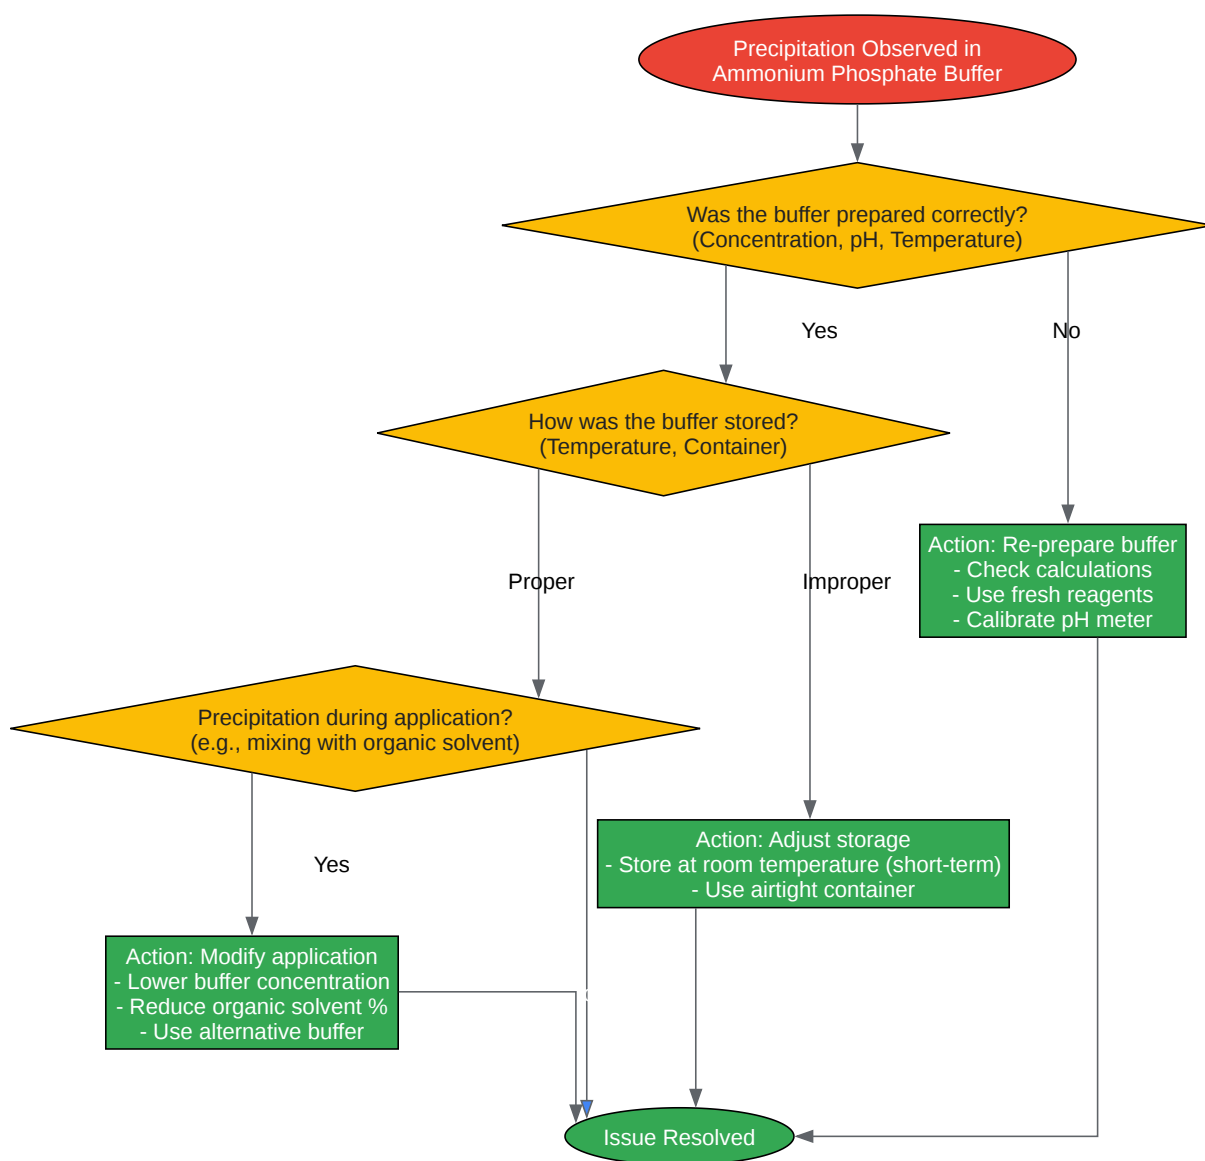 Precipitation Observed in
Ammonium Phosphate Buffer
Was the buffer prepared correctly?
(Concentration, pH, Temperature)
Yes
No
How was the buffer stored?
(Temperature, Container)
Action: Re-prepare buffer
- Check calculations
- Use fresh reagents
- Calibrate pH meter
Proper
Improper
Precipitation during application?
(e.g., mixing with organic solvent)
Action: Adjust storage
- Store at room temperature (short-term)
- Use airtight container
Yes
Action: Modify application
- Lower buffer concentration
- Reduce organic solvent %
- Use alternative buffer
Issue Resolved